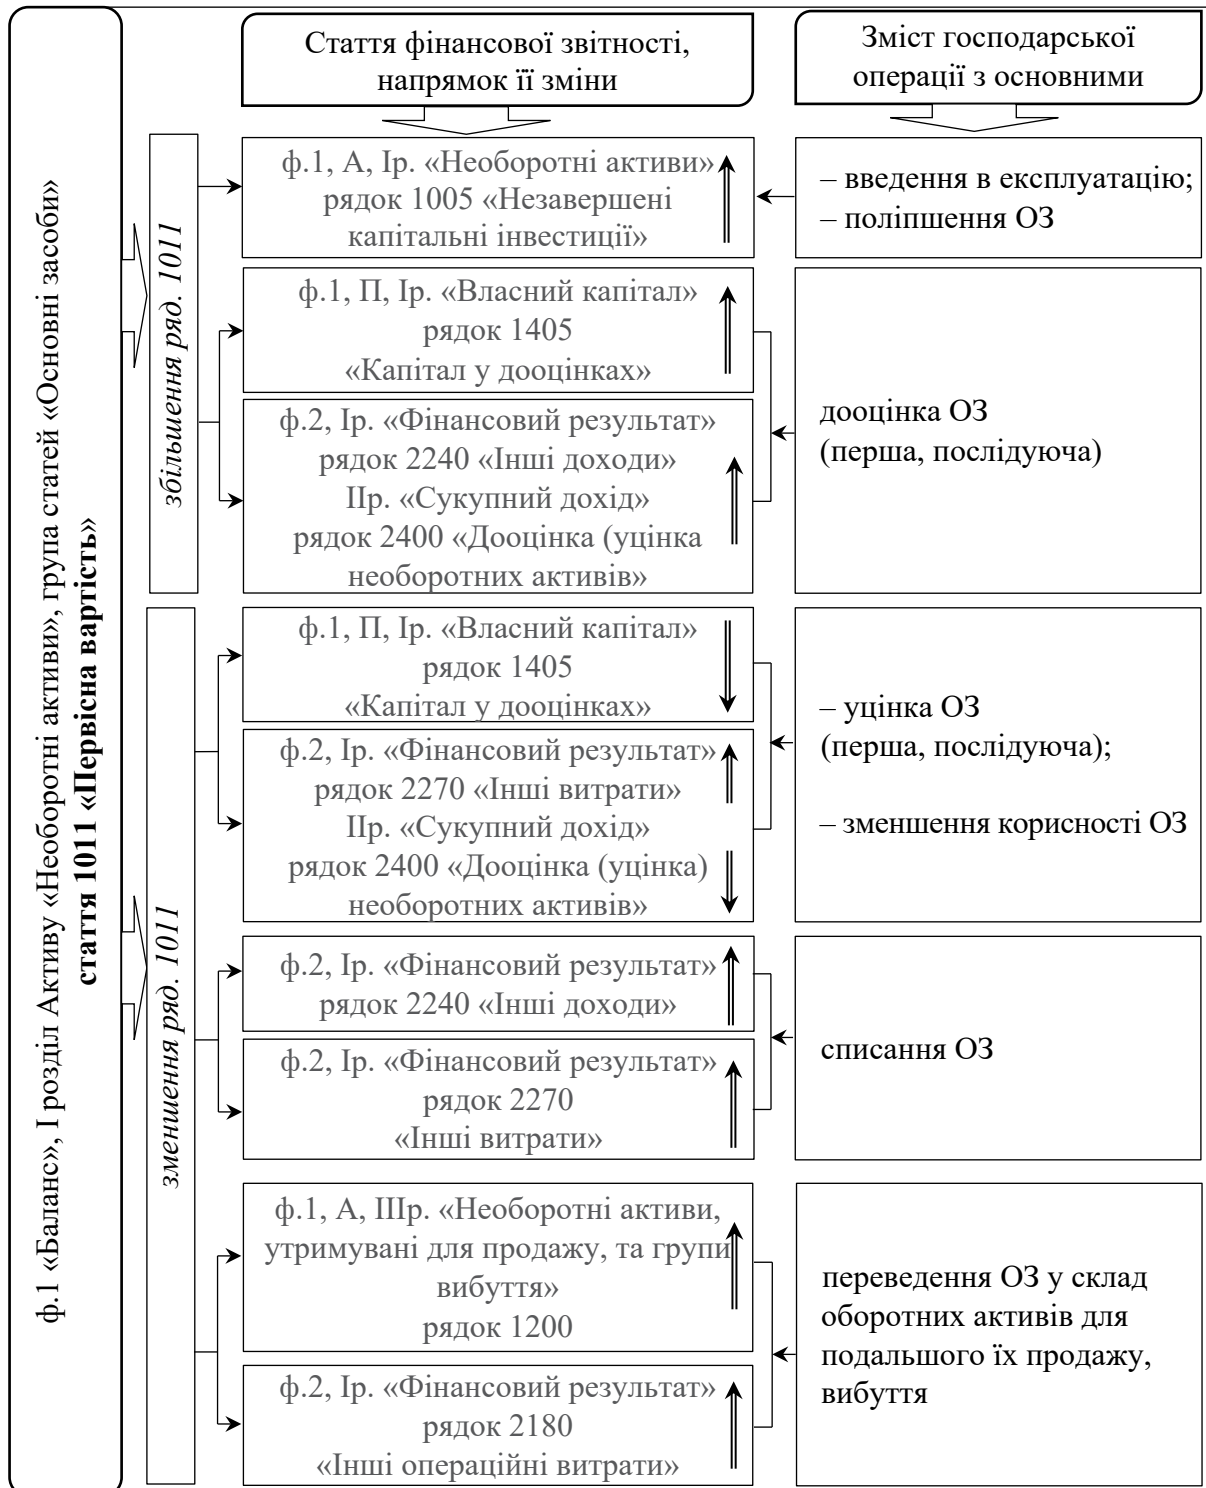 ф.1 «Баланс», І розділ Активу «Необоротні активи», група статей «Основні засоби»
стаття 1011 «Первісна вартість»
Стаття фінансової звітності,
напрямок її зміни
Зміст господарської
операції з основними
збільшення ряд. 1011
ф.1, А, Ір. «Необоротні активи»
рядок 1005 «Незавершені
капітальні інвестиції»
– введення в експлуатацію;
– поліпшення ОЗ
ф.1, П, Ір. «Власний капітал»
рядок 1405
«Капітал у дооцінках»
ф.2, Ір. «Фінансовий результат»
рядок 2240 «Інші доходи»
ІІр. «Сукупний дохід»
рядок 2400 «Дооцінка (уцінка
необоротних активів»
дооцінка ОЗ
(перша, послідуюча)
зменшення ряд. 1011
ф.1, П, Ір. «Власний капітал»
рядок 1405
«Капітал у дооцінках»
ф.2, Ір. «Фінансовий результат»
рядок 2270 «Інші витрати»
ІІр. «Сукупний дохід»
рядок 2400 «Дооцінка (уцінка)
необоротних активів»
– уцінка ОЗ
(перша, послідуюча);
– зменшення корисності ОЗ
ф.2, Ір. «Фінансовий результат»
рядок 2240 «Інші доходи»
ф.2, Ір. «Фінансовий результат»
рядок 2270
«Інші витрати»
списання ОЗ
ф.1, А, ІІІр. «Необоротні активи,
утримувані для продажу, та групи
вибуття»
рядок 1200
ф.2, Ір. «Фінансовий результат»
рядок 2180
«Інші операційні витрати»
переведення ОЗ у склад
оборотних активів для
подальшого їх продажу,
вибуття